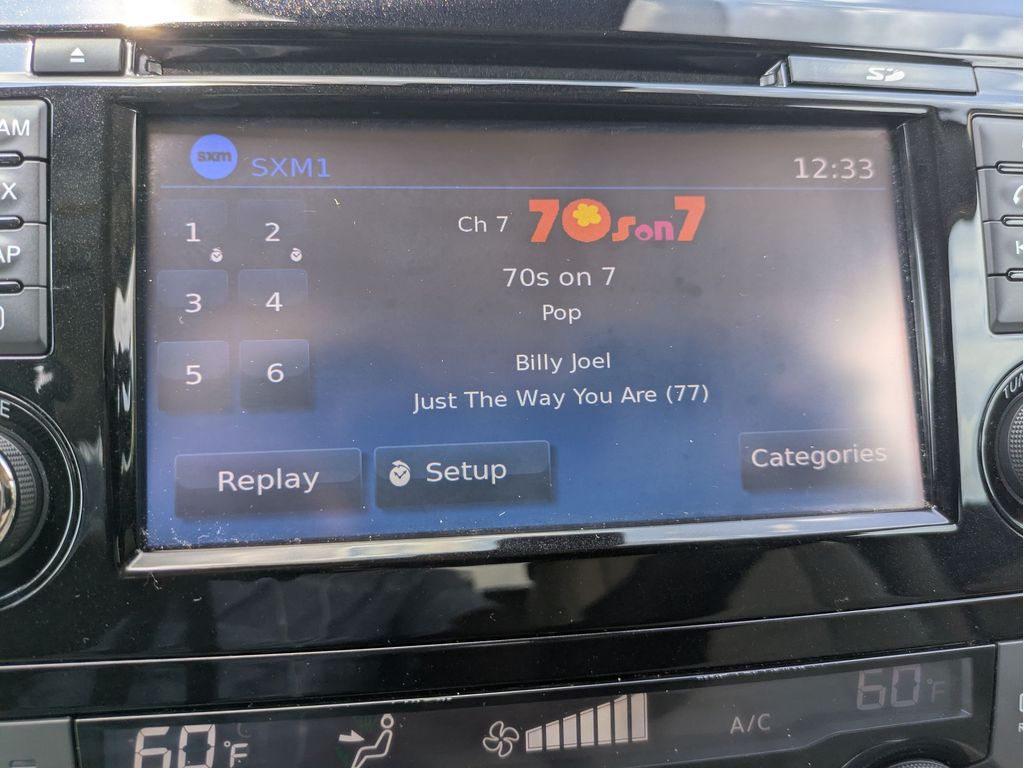 SD
AM
X
AP
sxm SXM1
12:33
1 2
3 4
5 6
Ch 7 70s on 7
70s on 7
Pop
Billy Joel
Just The Way You Are (77)
Replay
Setup
Categories
TUN
E
60°F
A/C
60°F